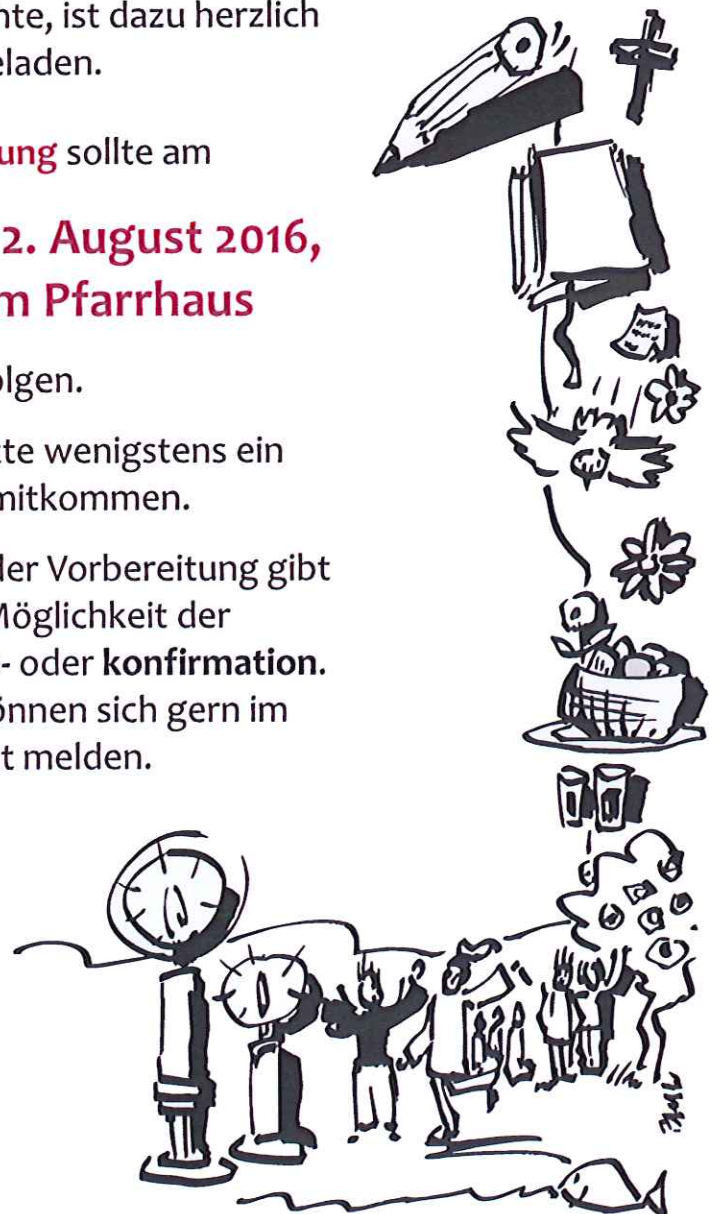 nte, ist dazu herzlich
eladen.
ung sollte am
2. August 2016,
m Pfarrhaus
olgen.
te wenigstens ein
mitkommen.
der Vorbereitung gibt
Möglichkeit der
- oder konfirmation.
önnen sich gern im
t melden.